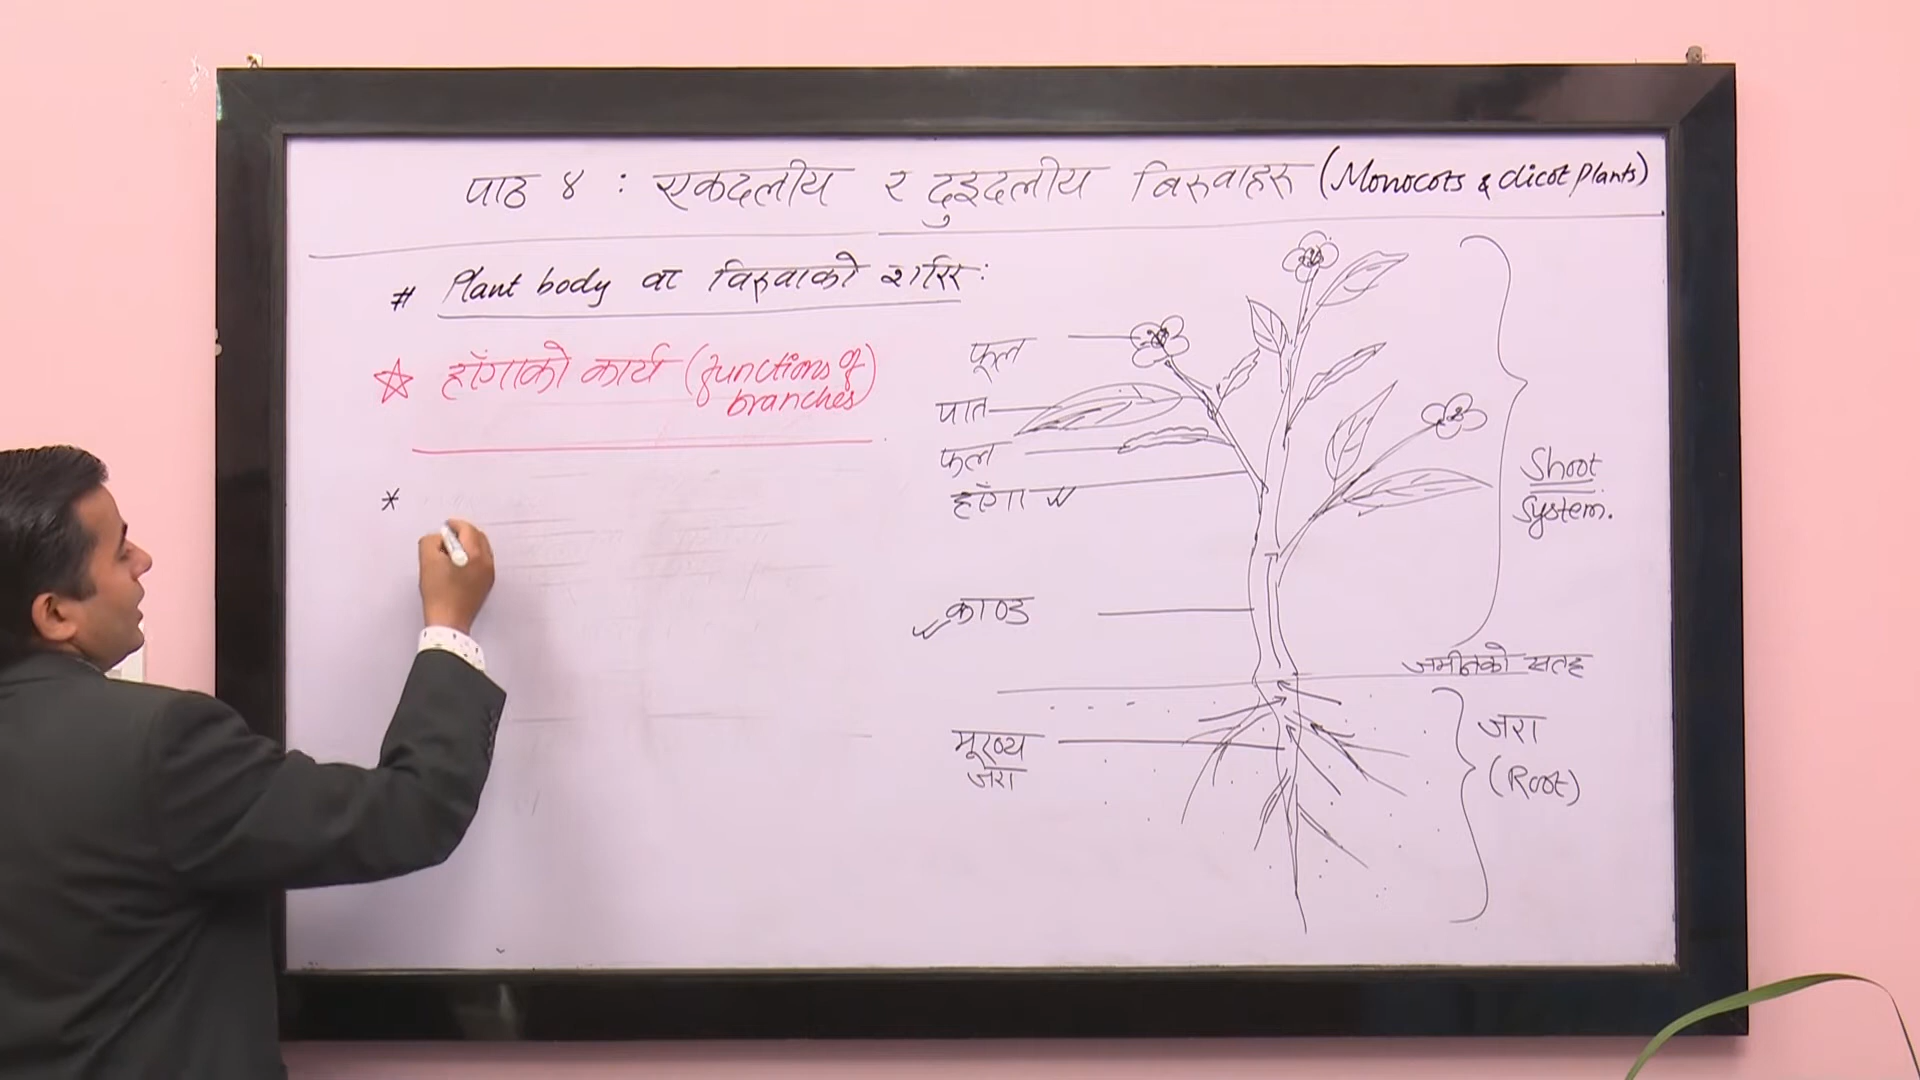 पाठ ४ : एकदलीय र दुइदलीय बिरुवाहरु (Monocots & dicot plants)
# Plant body वा बिरुवाको शरिर :
☆ हाँगाको कार्य (functions of
branches)
*
फूल
पात
फल
हाँगा
काण्ड
मूख्य
जरा
Shoot
System.
जमीनको सतह
जरा
(Root)